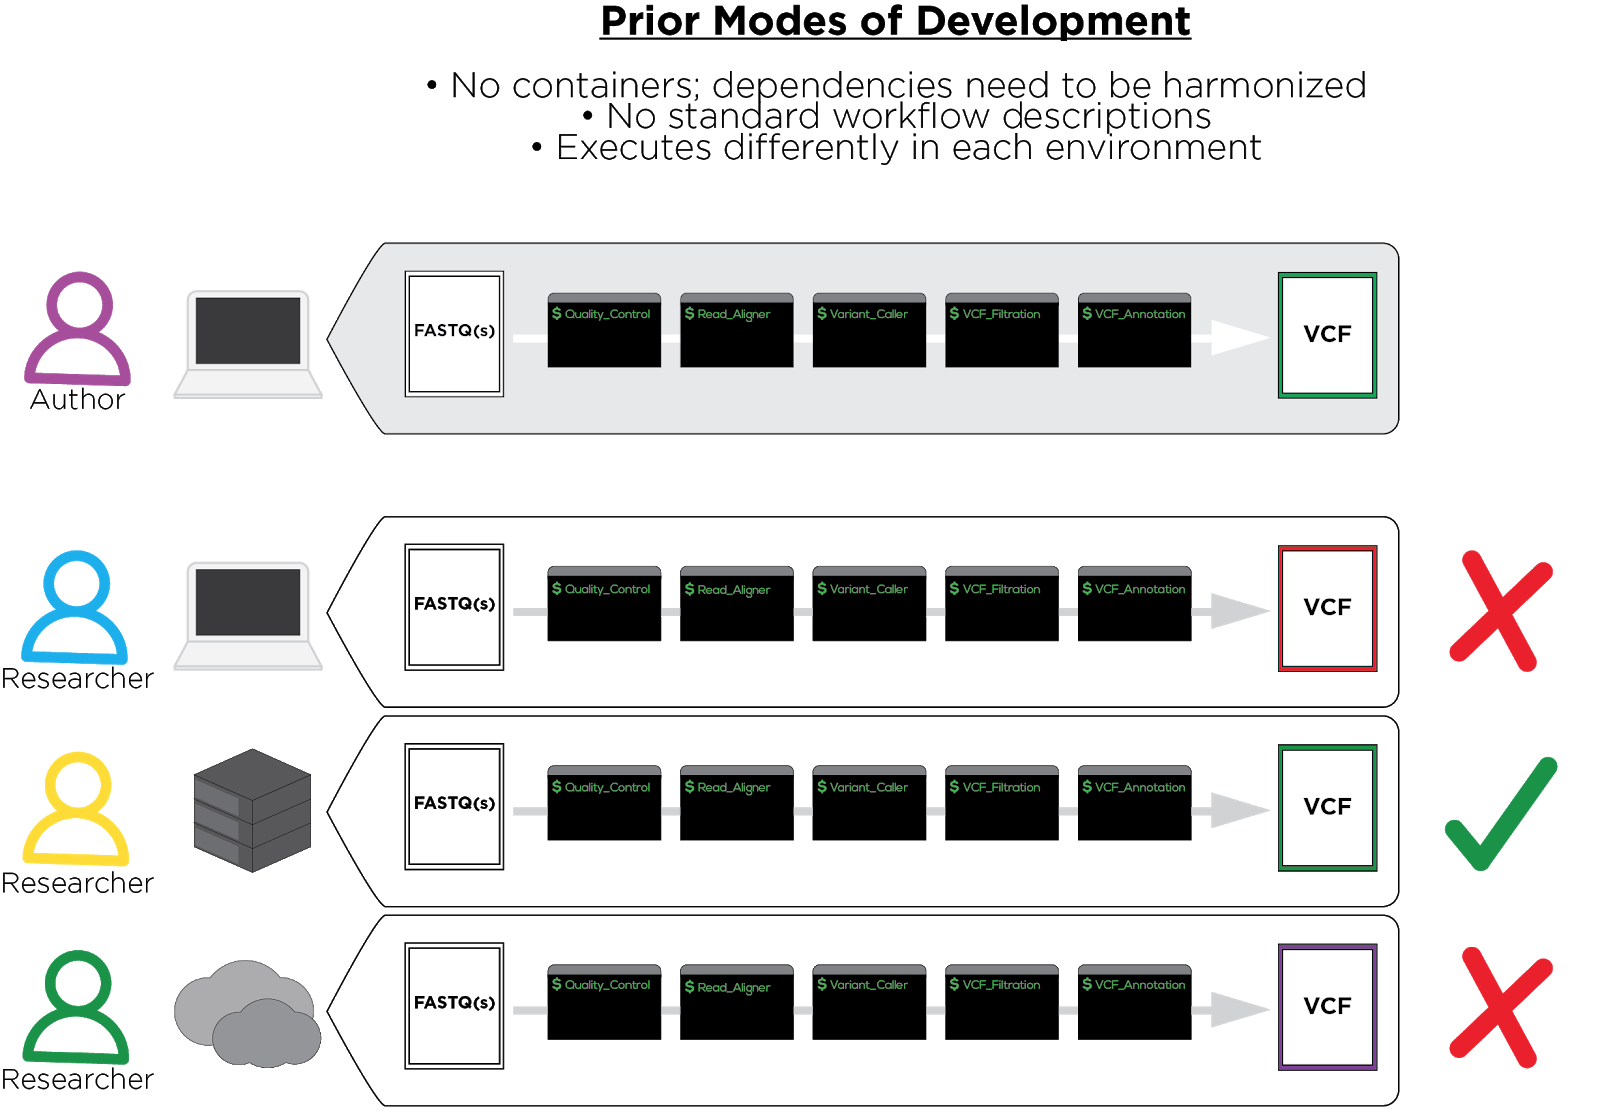 Prior Modes of Development
• No containers; dependencies need to be harmonized
• No standard workflow descriptions
• Executes differently in each environment
Author
FASTQ(s)
$ Quality_Control
$ Read_Aligner
$ Variant_Caller
$ VCF_Filtration
$ VCF_Annotation
VCF
Researcher
FASTQ(s)
$ Quality_Control
$ Read_Aligner
$ Variant_Caller
$ VCF_Filtration
$ VCF_Annotation
VCF
Researcher
FASTQ(s)
$ Quality_Control
$ Read_Aligner
$ Variant_Caller
$ VCF_Filtration
$ VCF_Annotation
VCF
Researcher
FASTQ(s)
$ Quality_Control
$ Read_Aligner
$ Variant_Caller
$ VCF_Filtration
$ VCF_Annotation
VCF